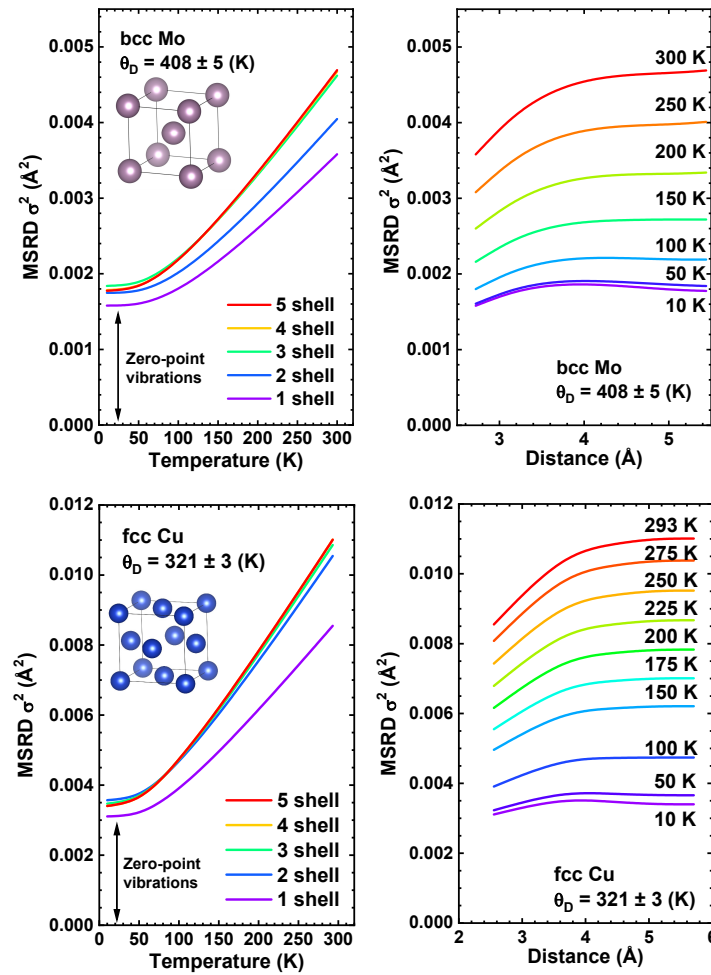 bcc Mo
θD = 408 ± 5 (K)
MSRD σ² (Å²)
0.005
0.004
0.003
0.002
0.001
0.000
5 shell
4 shell
3 shell
2 shell
1 shell
Zero-point
vibrations
0 50 100 150 200 250 300
Temperature (K)
MSRD σ² (Å²)
0.005
0.004
0.003
0.002
0.001
0.000
300 K
250 K
200 K
150 K
100 K
50 K
10 K
bcc Mo
θD = 408 ± 5 (K)
3 4 5
Distance (Å)
fcc Cu
θD = 321 ± 3 (K)
MSRD σ² (Å²)
0.012
0.010
0.008
0.006
0.004
0.002
0.000
5 shell
4 shell
3 shell
2 shell
1 shell
Zero-point
vibrations
0 50 100 150 200 250 300
Temperature (K)
MSRD σ² (Å²)
0.012
0.010
0.008
0.006
0.004
0.002
0.000
293 K
275 K
250 K
225 K
200 K
175 K
150 K
100 K
50 K
10 K
fcc Cu
θD = 321 ± 3 (K)
2 3 4 5 6
Distance (Å)